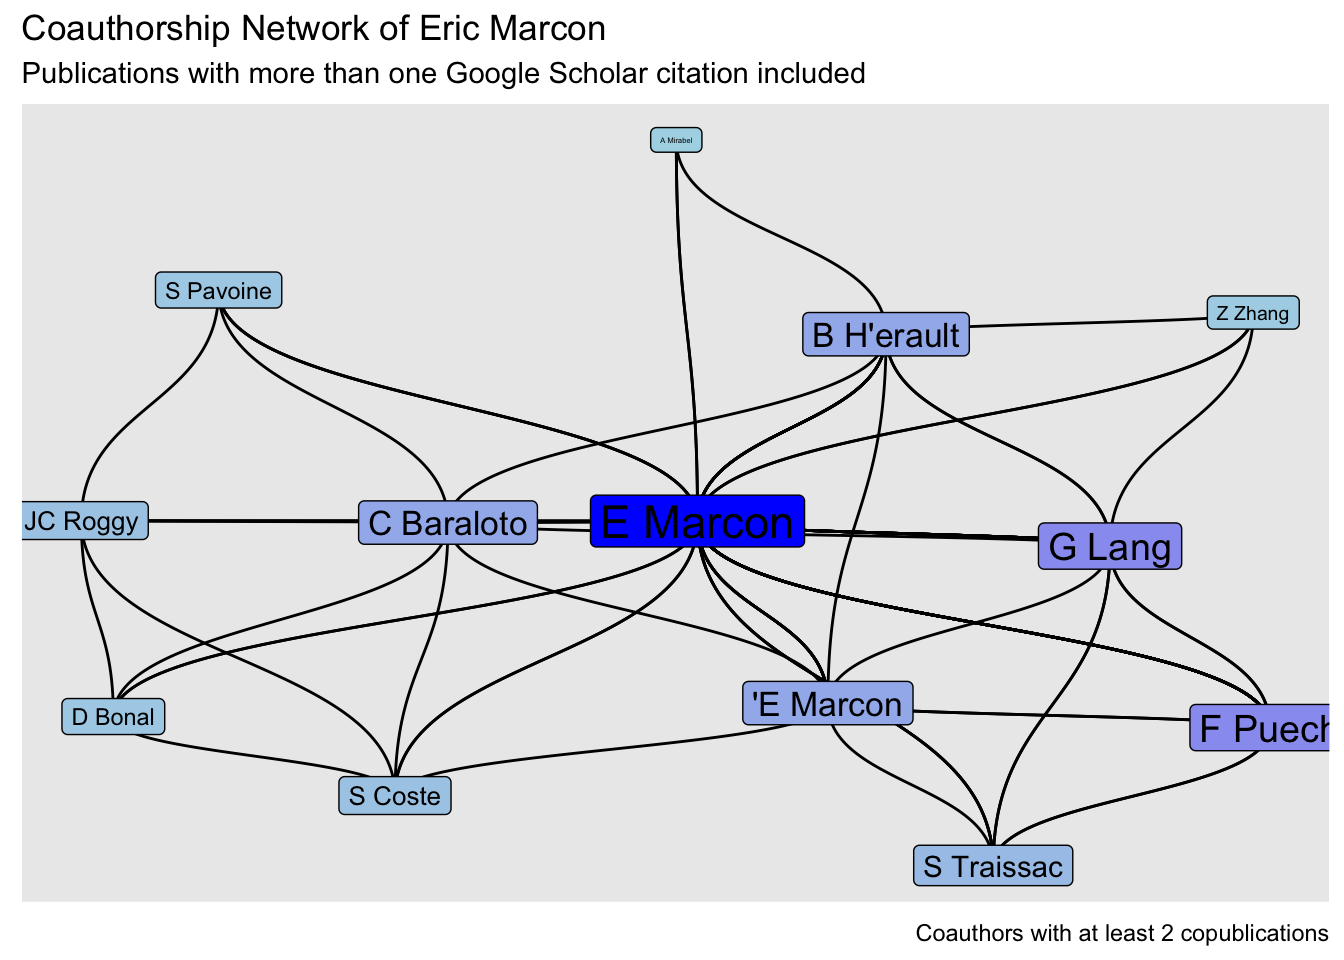 Coauthorship Network of Eric Marcon
Publications with more than one Google Scholar citation included
A Mirabel
S Pavoine
Z Zhang
B H'erault
JC Roggy
C Baraloto
E Marcon
G Lang
'E Marcon
D Bonal
F Puech
S Coste
S Traissac
Coauthors with at least 2 copublications